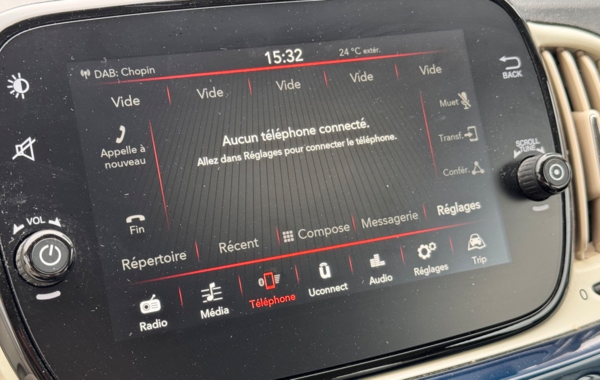 DAB: Chopin
15:32
24 °C extér.
BACK
Vide
Vide
Vide
Vide
Vide
Appelle à
nouveau
Aucun téléphone connecté.
Allez dans Réglages pour connecter le téléphone.
Muet
Transf.
Confér.
SCROLL
TUNE
VOL
Fin
Répertoire
Récent
Compose
Messagerie
Réglages
Radio
Média
Téléphone
Uconnect
Audio
Réglages
Trip